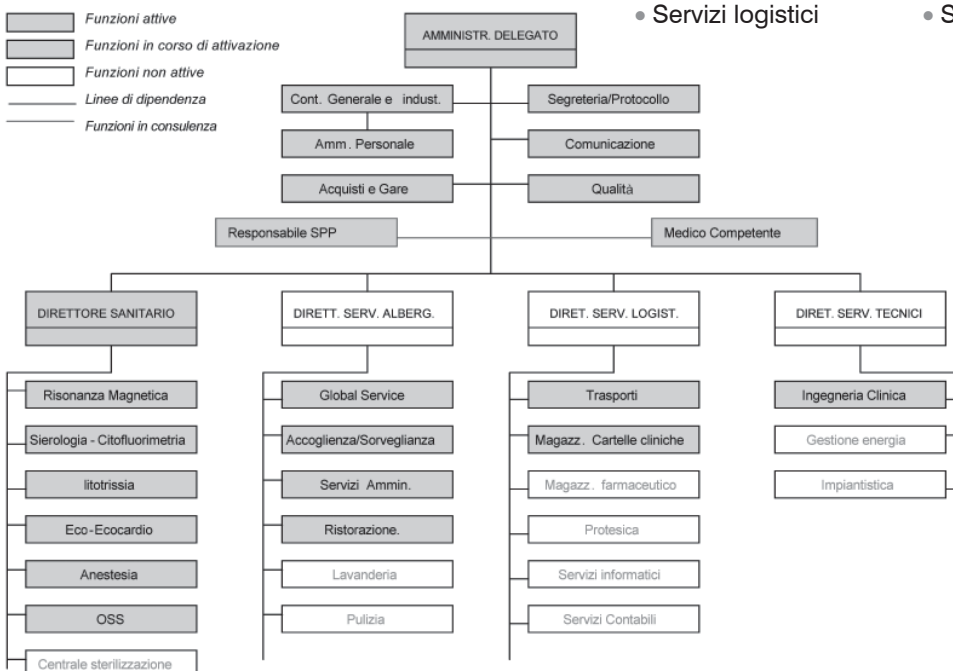 Funzioni attive
Funzioni in corso di attivazione
Funzioni non attive
Linee di dipendenza
Funzioni in consulenza
• Servizi logistici
AMMINISTR. DELEGATO
Cont. Generale e indust.
Segreteria/Protocollo
Amm. Personale
Comunicazione
Acquisti e Gare
Qualità
Responsabile SPP
Medico Competente
DIRETTORE SANITARIO
DIRETT. SERV. ALBERG.
DIRET. SERV. LOGIST.
DIRET. SERV. TECNICI
Risonanza Magnetica
Global Service
Trasporti
Ingegneria Clinica
Sierologia - Citofluorimetria
Accoglienza/Sorveglianza
Magazz. Cartelle cliniche
Gestione energia
litotrissia
Servizi Ammin.
Magazz. farmaceutico
Impiantistica
Eco-Ecocardio
Ristorazione.
Protesica
Anestesia
Lavanderia
Servizi informatici
OSS
Pulizia
Servizi Contabili
Centrale sterilizzazione